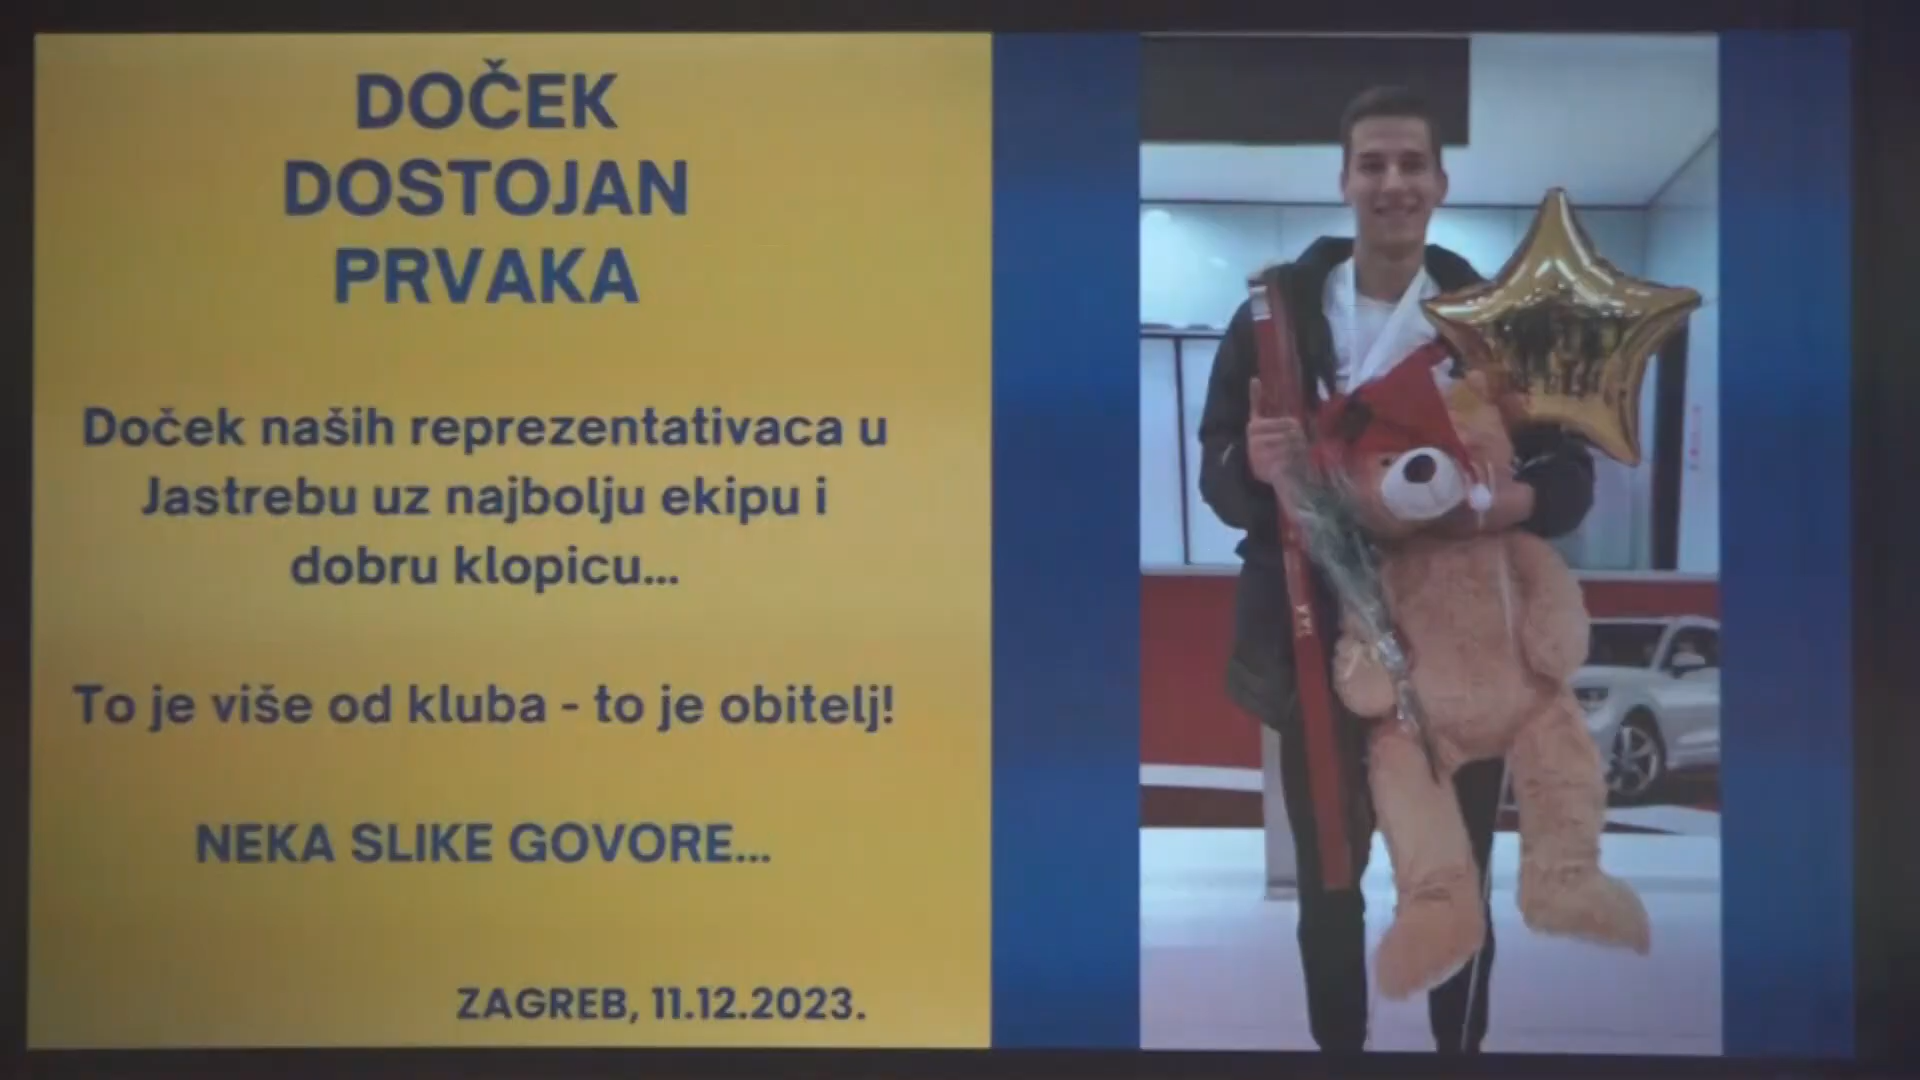 DOČEK
DOSTOJAN
PRVAKA
Doček naših reprezentativaca u
Jastrebu uz najbolju ekipu i
dobru klopicu...
To je više od kluba - to je obitelj!
NEKA SLIKE GOVORE...
ZAGREB, 11.12.2023.